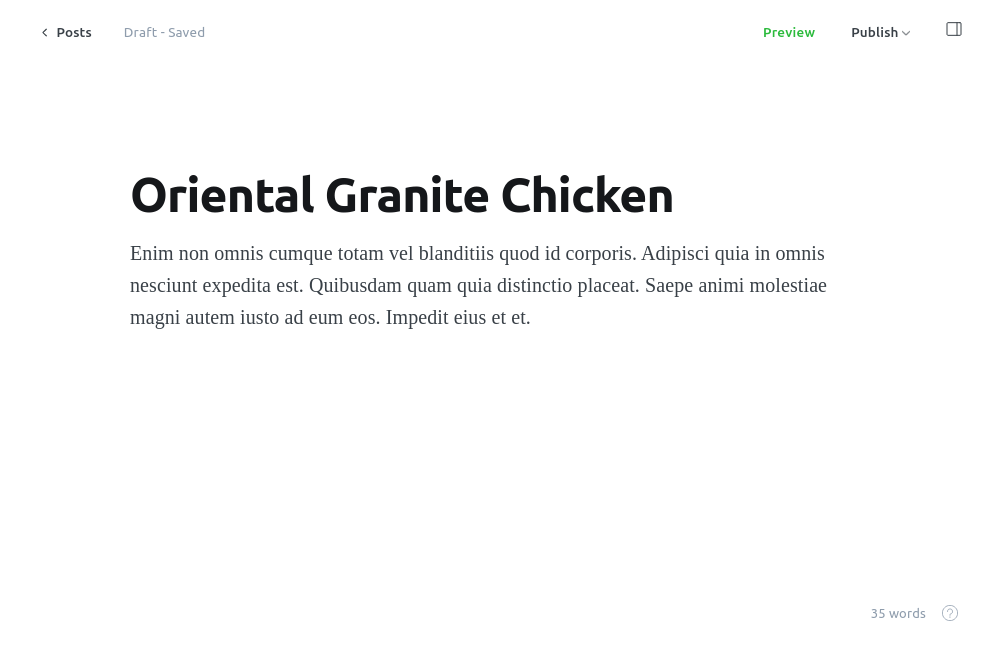 Posts
Draft - Saved
Preview
Publish
Oriental Granite Chicken
Enim non omnis cumque totam vel blanditiis quod id corporis. Adipisci quia in omnis
nesciunt expedita est. Quibusdam quam quia distinctio placeat. Saepe animi molestiae
magni autem iusto ad eum eos. Impedit eius et et.
35 words
?